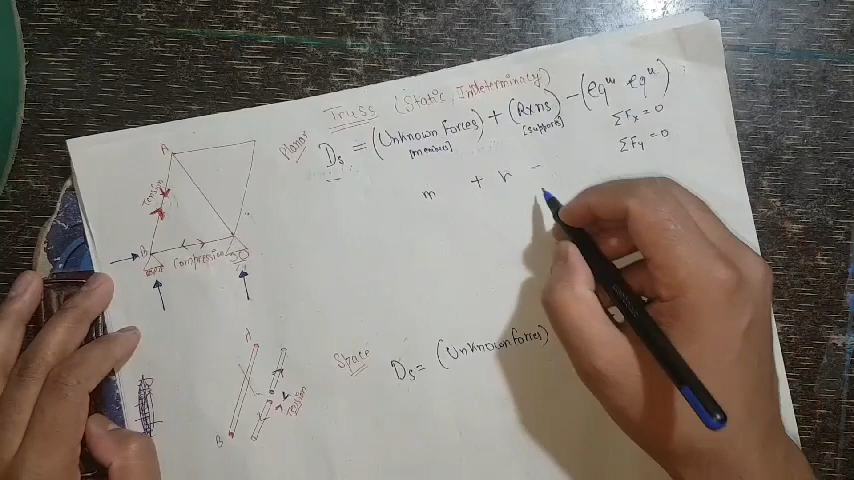 Truss (Static Indeterminacy)
Planar
Ds = (Unknown forces) + (Rxns) - (Eqm Eqn)
[members] [supports]
ΣFx = 0
ΣFy = 0
m + r -
A
Tension
B
Compression
Space
Ds = (Unknown forces)
A
B
Tension